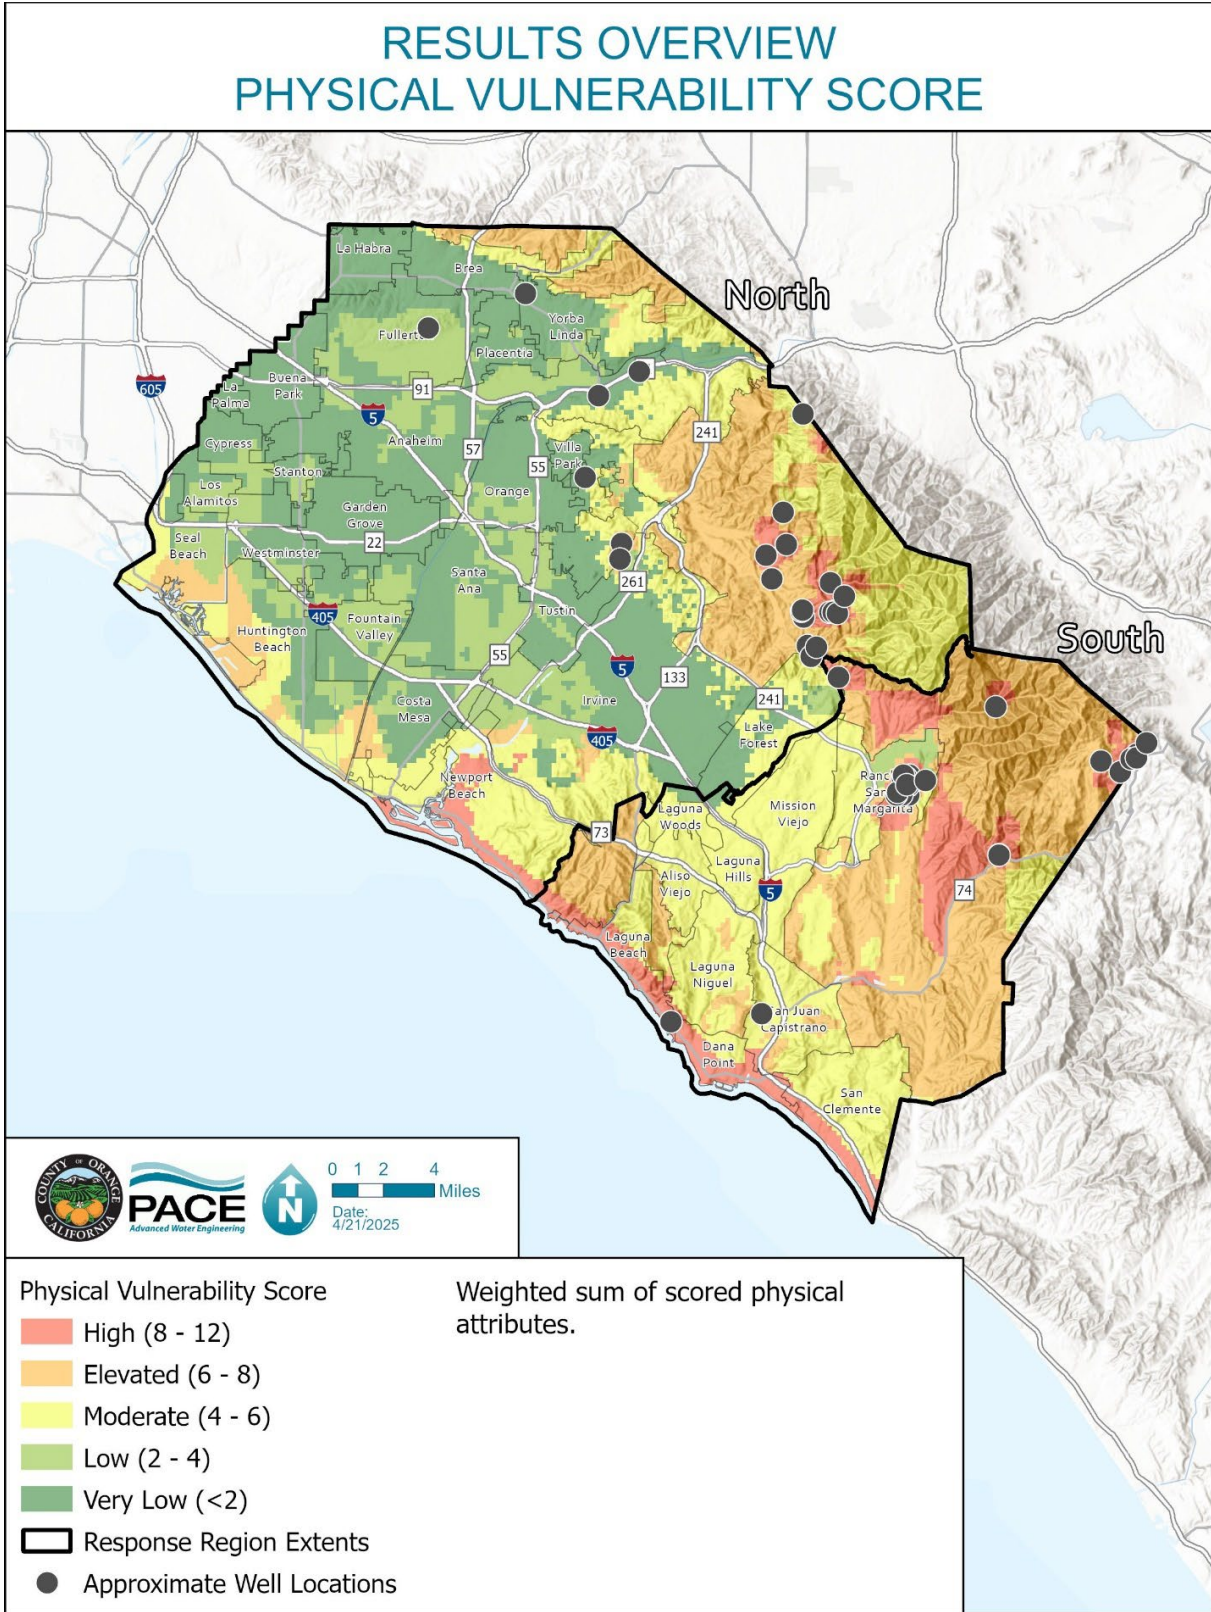 RESULTS OVERVIEW
PHYSICAL VULNERABILITY SCORE
North
South
La Habra
Brea
Yorba
Linda
Fullerto
Placentia
Buena
Park
La
Palma
605
91
5
Anaheim
57
241
Cypress
Stanton
Villa
Park
55
Los
Alamitos
Orange
Garden
Grove
Seal
Beach
Westminster
22
Santa
Ana
261
Tustin
405
Fountain
Valley
Huntington
Beach
55
5
133
Costa
Mesa
Irvine
241
405
Lake
Forest
Newport
Beach
Ranc
San
Margarita
Laguna
Woods
Mission
Viejo
73
Laguna
Hills
Aliso
Viejo
5
74
Laguna
Beach
Laguna
Niguel
San Juan
Capistrano
Dana
Point
San
Clemente
COUNTY OF ORANGE
CALIFORNIA
PACE
Advanced Water Engineering
N
0 1 2 4
Miles
Date:
4/21/2025
Physical Vulnerability Score
High (8 - 12)
Elevated (6 - 8)
Moderate (4 - 6)
Low (2 - 4)
Very Low (<2)
Response Region Extents
Approximate Well Locations
Weighted sum of scored physical
attributes.